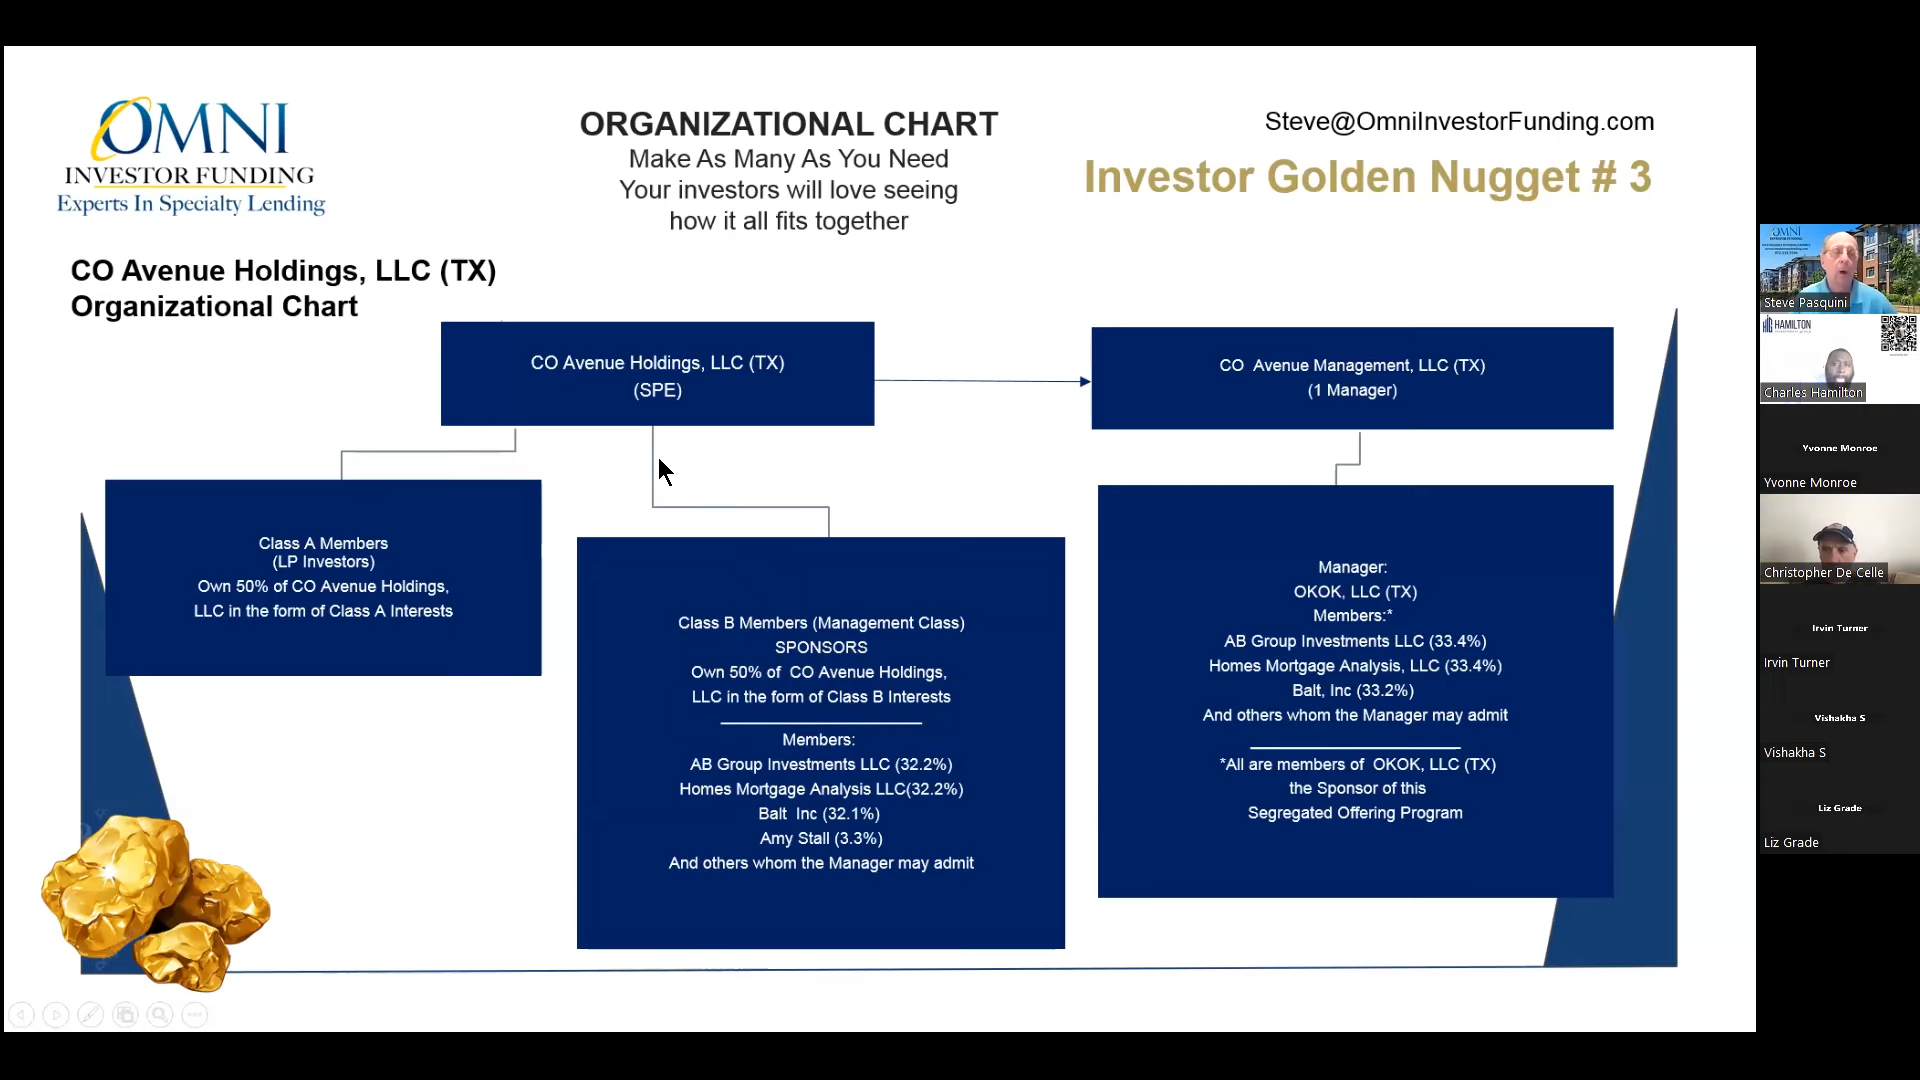 OMNI
INVESTOR FUNDING
Experts In Specialty Lending
ORGANIZATIONAL CHART
Make As Many As You Need
Your investors will love seeing
how it all fits together
Steve@OmniInvestorFunding.com
Investor Golden Nugget # 3
CO Avenue Holdings, LLC (TX)
Organizational Chart
CO Avenue Holdings, LLC (TX)
(SPE)
CO Avenue Management, LLC (TX)
(1 Manager)
Class A Members
(LP Investors)
Own 50% of CO Avenue Holdings,
LLC in the form of Class A Interests
Class B Members (Management Class)
SPONSORS
Own 50% of CO Avenue Holdings,
LLC in the form of Class B Interests
Members:
AB Group Investments LLC (32.2%)
Homes Mortgage Analysis LLC(32.2%)
Balt Inc (32.1%)
Amy Stall (3.3%)
And others whom the Manager may admit
Manager:
OKOK, LLC (TX)
Members:*
AB Group Investments LLC (33.4%)
Homes Mortgage Analysis, LLC (33.4%)
Balt, Inc (33.2%)
And others whom the Manager may admit
*All are members of OKOK, LLC (TX)
the Sponsor of this
Segregated Offering Program
OMNI
Steve Pasquini
HAMILTON
Charles Hamilton
Yvonne Monroe
Yvonne Monroe
Christopher De Celle
Irvin Turner
Irvin Turner
Vishakha S
Vishakha S
Liz Grade
Liz Grade